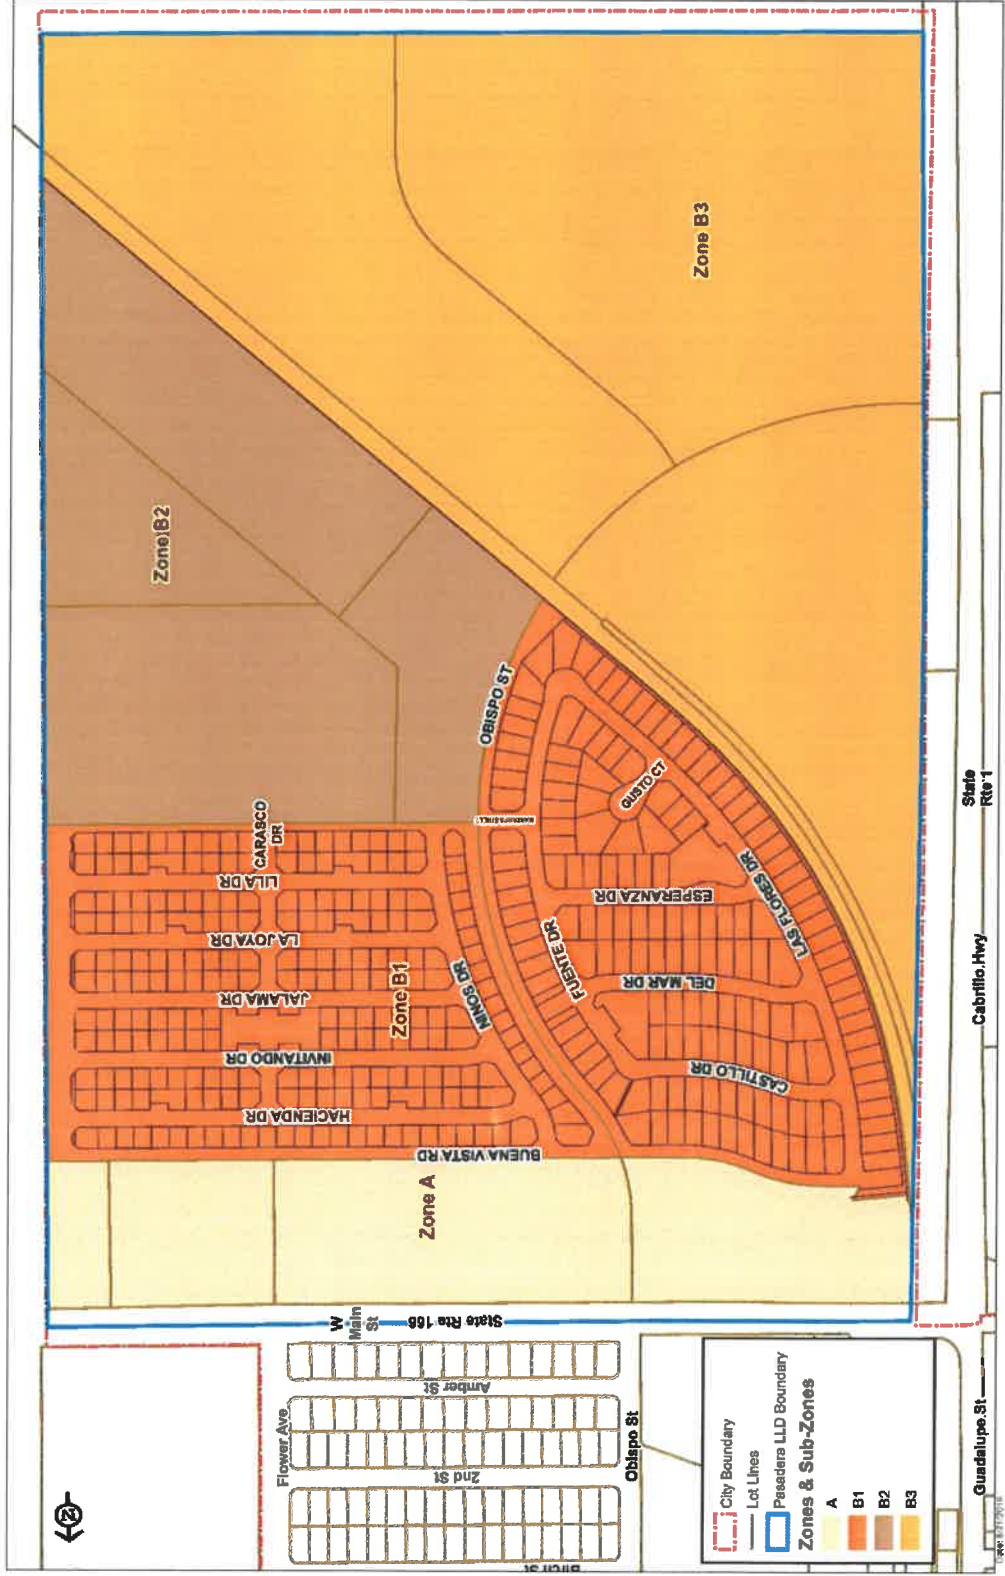 Zone B3
Zone B2
OBISPO ST
GUSTO CT
CARASCO
DR
LILA DR
LA JOYA DR
JALAMA DR
INVITANDO DR
HACIENDA DR
Zone B1
NINOS DR
FUENTE DR
ESPERANZA DR
LAS FLORES DR
DEL MAR DR
CASTILLO DR
BUENA VISTA RD
Zone A
State
Rte 1
Cabrillo Hwy
W
Main
St
State Rte 166
Amber St
Flower Ave
2nd St
Obispo St
Birch St
Guadalupe St
N
City Boundary
Lot Lines
Pasadera LLD Boundary
Zones & Sub-Zones
A
B1
B2
B3